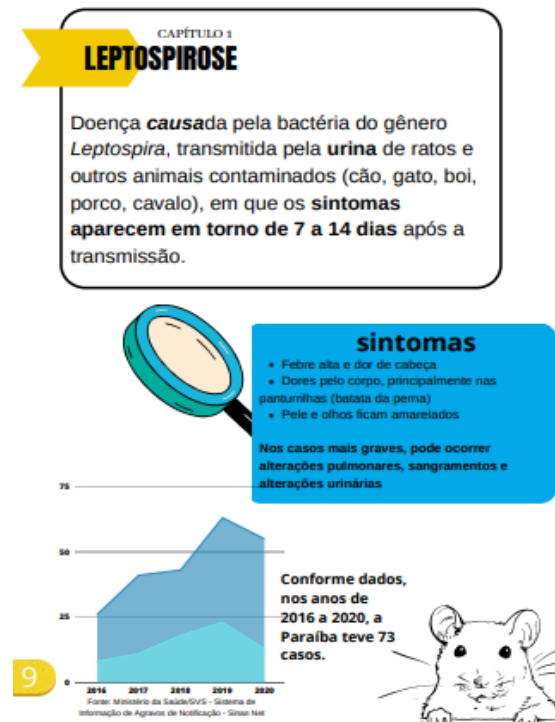 CAPÍTULO 1
LEPTOSPIROSE
Doença causada pela bactéria do gênero
Leptospira, transmitida pela urina de ratos e
outros animais contaminados (cão, gato, boi,
porco, cavalo), em que os sintomas
aparecem em torno de 7 a 14 dias após a
transmissão.
sintomas
• Febre alta e dor de cabeça
• Dores pelo corpo, principalmente nas
panturrilhas (batata da perna)
• Pele e olhos ficam amarelados
Nos casos mais graves, pode ocorrer
alterações pulmonares, sangramentos e
alterações urinárias
75
50
25
0
2016 2017 2018 2019 2020
Conforme dados,
nos anos de
2016 a 2020, a
Paraíba teve 73
casos.
Fonte: Ministério da Saúde/SVS - Sistema de
Informação de Agravos de Notificação - Sinan Net
9